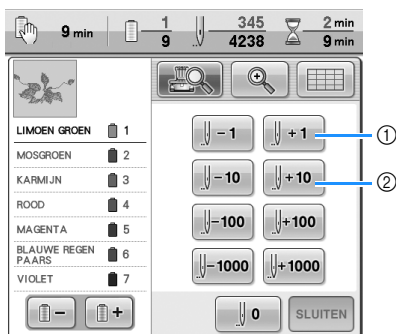 9 min
1
9
345
4238
2 min
9 min
LIMOEN GROEN 1
MOSGROEN 2
KARMIJN 3
ROOD 4
MAGENTA 5
BLAUWE REGEN PAARS 6
VIOLET 7
− +
− 1 + 1 ①
− 10 + 10 ②
− 100 + 100
− 1000 + 1000
0 SLUITEN